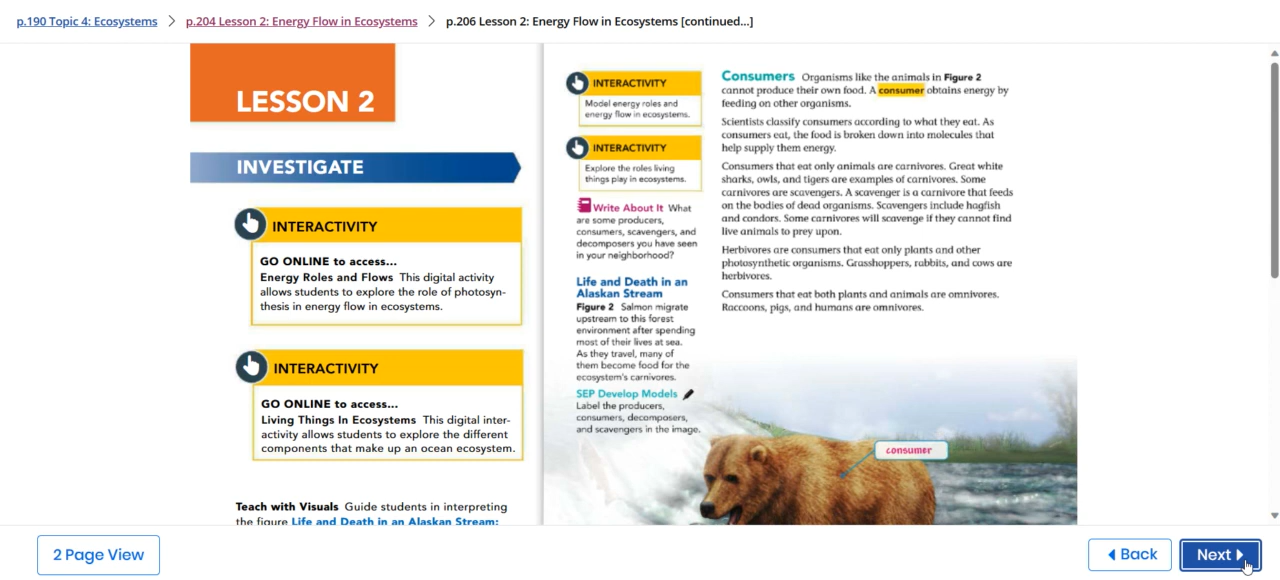 p.190 Topic 4: Ecosystems > p.204 Lesson 2: Energy Flow in Ecosystems > p.206 Lesson 2: Energy Flow in Ecosystems [continued...]
LESSON 2
INVESTIGATE
INTERACTIVITY
GO ONLINE to access...
Energy Roles and Flows This digital activity
allows students to explore the role of photosyn-
thesis in energy flow in ecosystems.
INTERACTIVITY
GO ONLINE to access...
Living Things In Ecosystems This digital inter-
activity allows students to explore the different
components that make up an ocean ecosystem.
Teach with Visuals Guide students in interpreting
the figure Life and Death in an Alaskan Stream:
INTERACTIVITY
Model energy roles and
energy flow in ecosystems.
INTERACTIVITY
Explore the roles living
things play in ecosystems.
Write About It What
are some producers,
consumers, scavengers, and
decomposers you have seen
in your neighborhood?
Life and Death in an
Alaskan Stream
Figure 2 Salmon migrate
upstream to this forest
environment after spending
most of their lives at sea.
As they travel, many of
them become food for the
ecosystem's carnivores.
SEP Develop Models
Label the producers,
consumers, decomposers,
and scavengers in the image.
Consumers Organisms like the animals in Figure 2
cannot produce their own food. A consumer obtains energy by
feeding on other organisms.
Scientists classify consumers according to what they eat. As
consumers eat, the food is broken down into molecules that
help supply them energy.
Consumers that eat only animals are carnivores. Great white
sharks, owls, and tigers are examples of carnivores. Some
carnivores are scavengers. A scavenger is a carnivore that feeds
on the bodies of dead organisms. Scavengers include hagfish
and condors. Some carnivores will scavenge if they cannot find
live animals to prey upon.
Herbivores are consumers that eat only plants and other
photosynthetic organisms. Grasshoppers, rabbits, and cows are
herbivores.
Consumers that eat both plants and animals are omnivores.
Raccoons, pigs, and humans are omnivores.
consumer
2 Page View
Back
Next